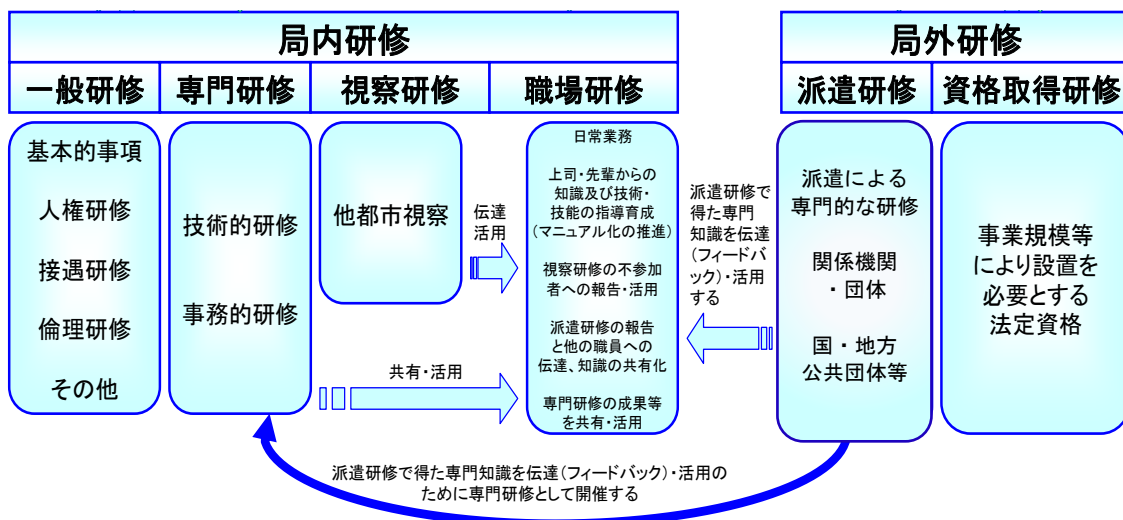 局内研修
局外研修
一般研修
専門研修
視察研修
職場研修
派遣研修
資格取得研修
基本的事項
人権研修
接遇研修
倫理研修
その他
技術的研修
事務的研修
他都市視察
伝達
活用
共有・活用
日常業務
上司・先輩からの
知識及び技術・
技能の指導育成
(マニュアル化の推進)
視察研修の不参加
者への報告・活用
派遣研修の報告
と他の職員への
伝達、知識の共有化
専門研修の成果等
を共有・活用
派遣研修で
得た専門
知識を伝達
(フィードバ
ック)・活用
する
派遣による
専門的な研修
関係機関
・団体
国・地方
公共団体等
事業規模等
により設置を
必要とする
法定資格
派遣研修で得た専門知識を伝達(フィードバック)・活用の
ために専門研修として開催する